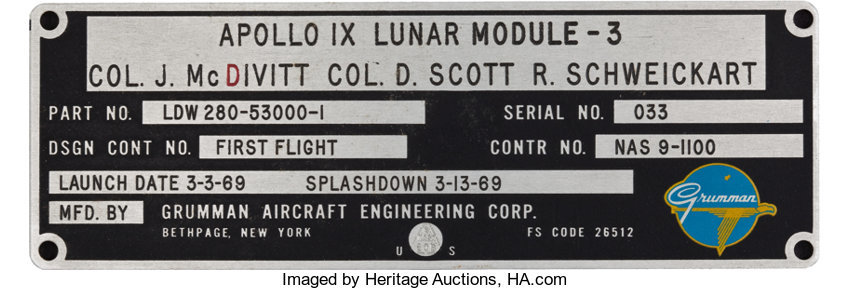 APOLLO IX LUNAR MODULE - 3
COL. J. McDIVITT COL. D. SCOTT R. SCHWEICKART
PART NO. LDW 280-53000-1 SERIAL NO. 033
DSGN CONT NO. FIRST FLIGHT CONTR NO. NAS 9-1100
LAUNCH DATE 3-3-69 SPLASHDOWN 3-13-69
Grumman
MFD. BY GRUMMAN AIRCRAFT ENGINEERING CORP.
BETHPAGE, NEW YORK FS CODE 26512
U S
Imaged by Heritage Auctions, HA.com